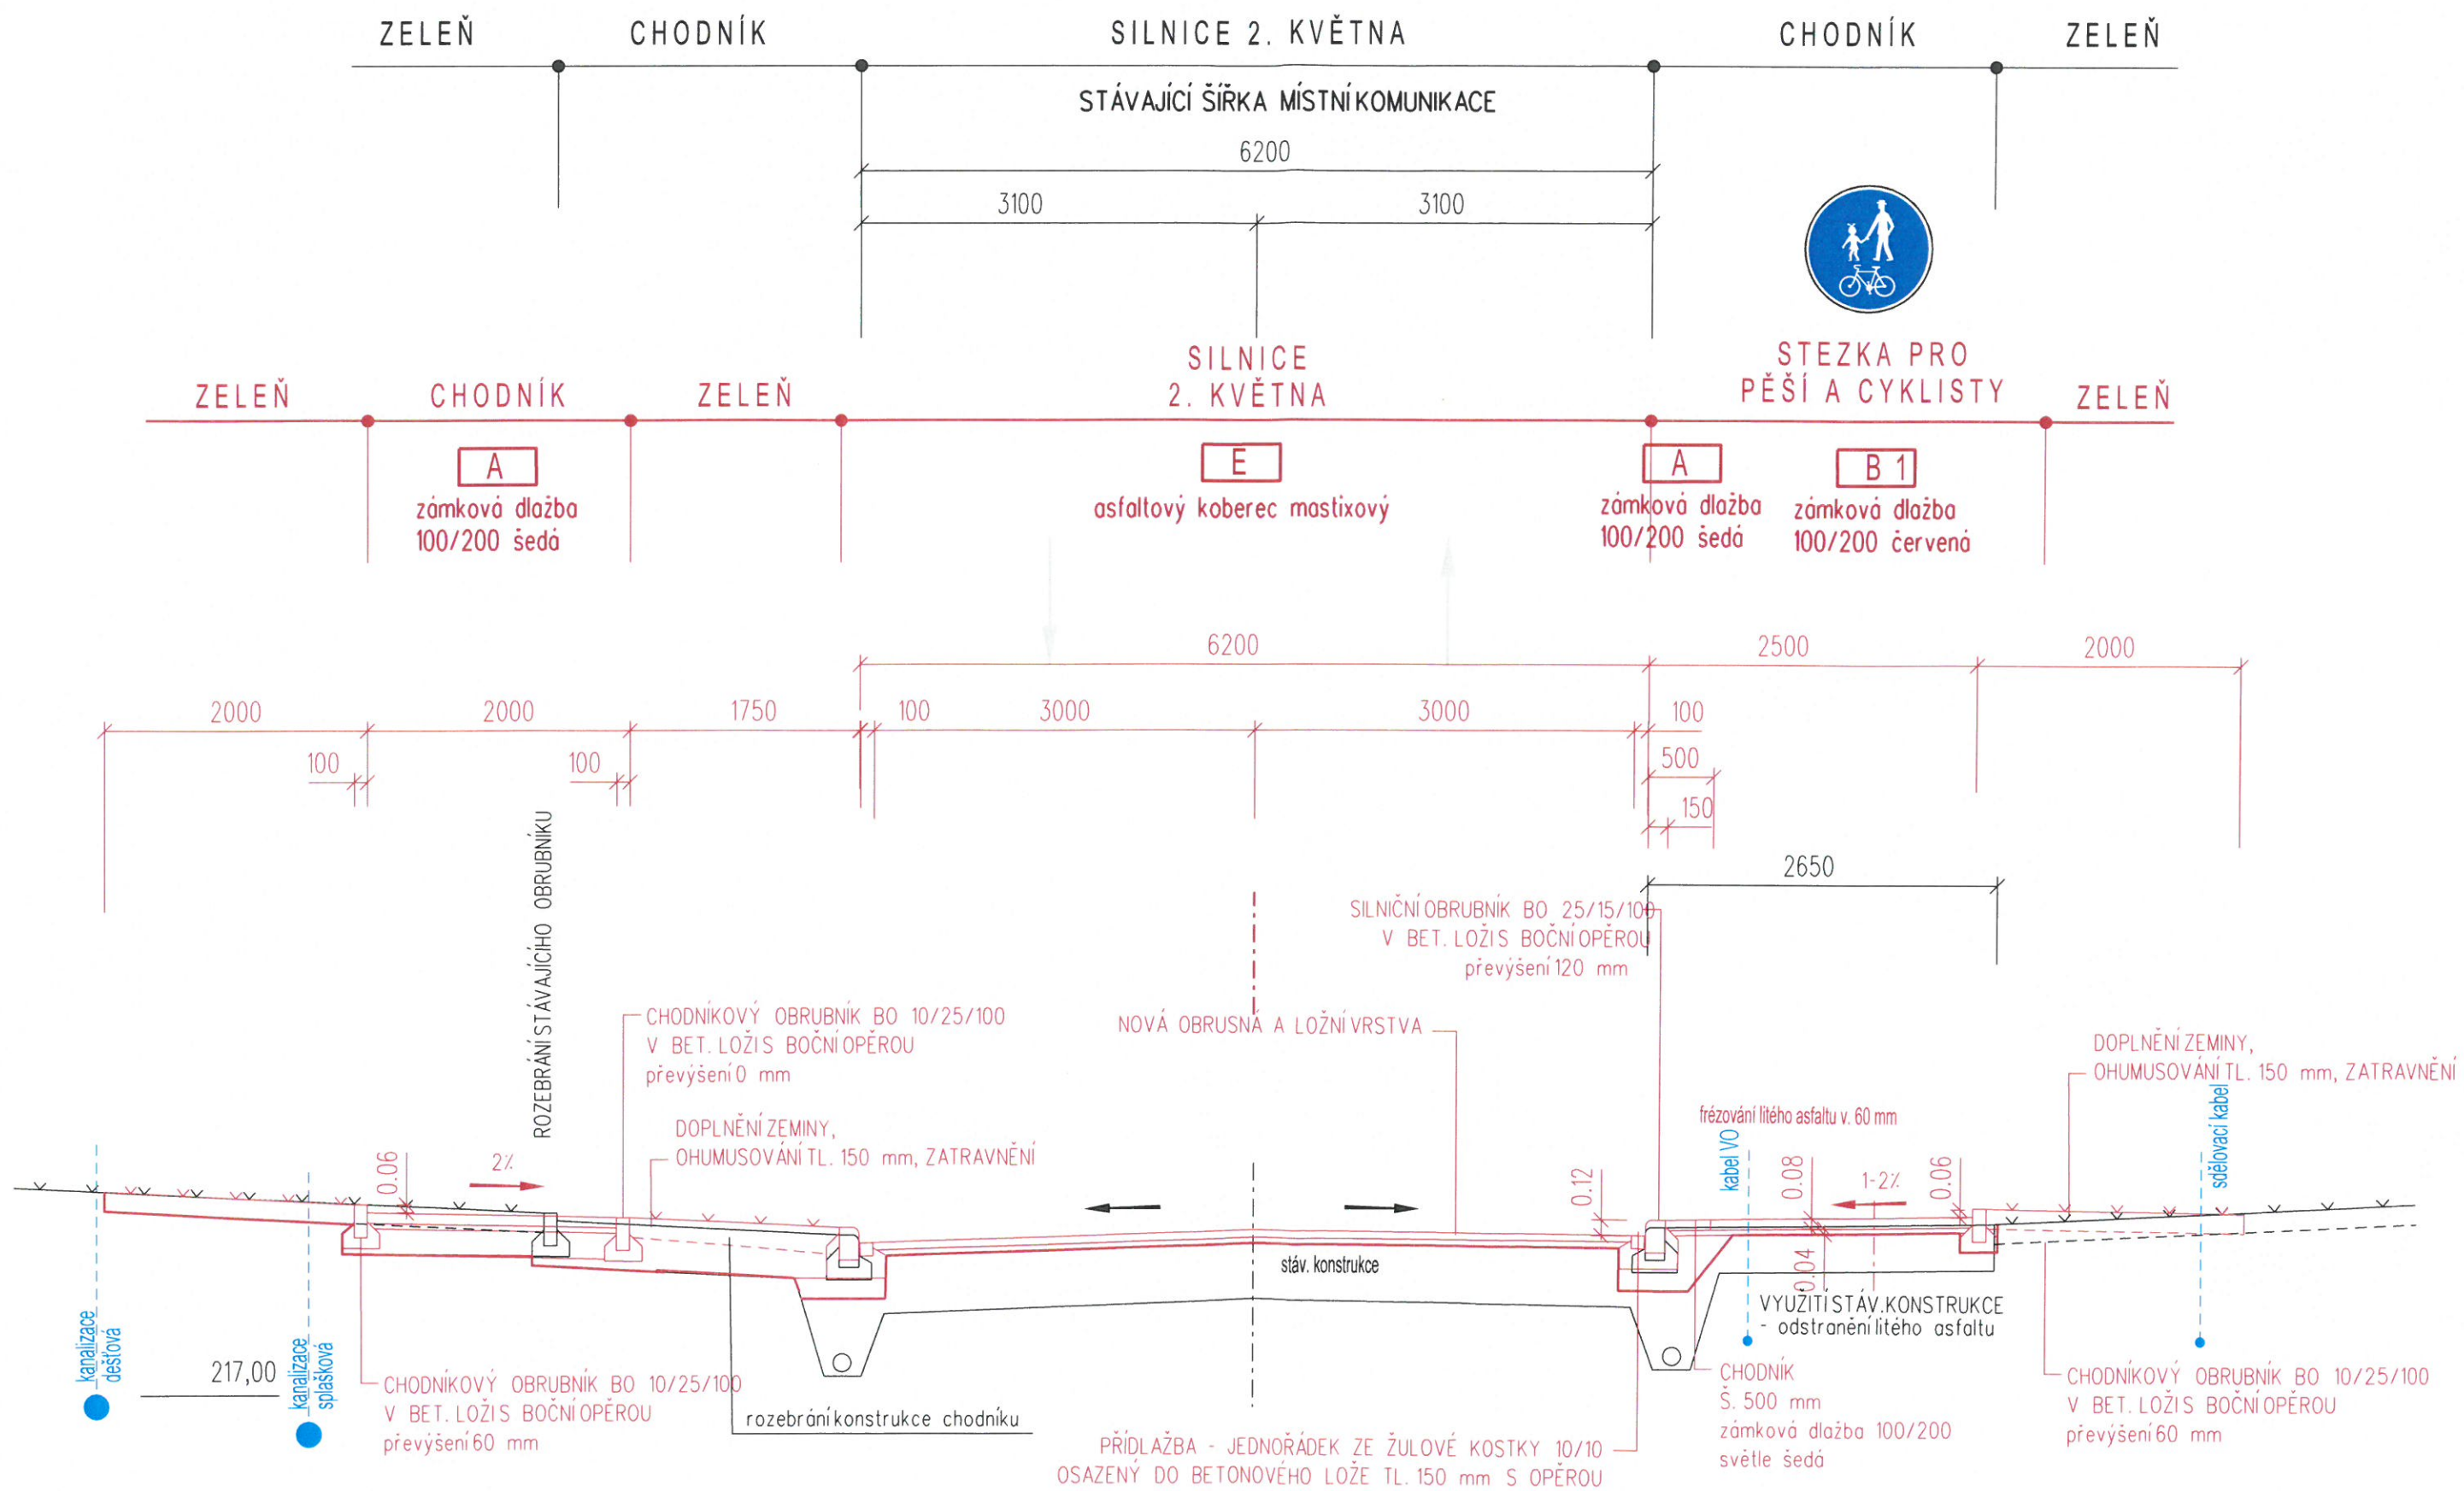 ZELEŇ
CHODNÍK
SILNICE 2. KVĚTNA
CHODNÍK
ZELEŇ
STÁVAJÍCÍ ŠÍŘKA MÍSTNÍ KOMUNIKACE
6200
3100
3100
SILNICE
2. KVĚTNA
STEZKA PRO
PĚŠÍ A CYKLISTY
ZELEŇ
CHODNÍK
ZELEŇ
ZELEŇ
A
zámková dlažba
100/200 šedá
E
asfaltový koberec mastixový
A
zámková dlažba
100/200 šedá
B 1
zámková dlažba
100/200 červená
6200
2500
2000
2000
2000
1750
100
3000
3000
100
100
100
500
150
2650
ROZEBRÁNÍ STÁVAJÍCÍHO OBRUBNÍKU
SILNIČNÍ OBRUBNÍK BO 25/15/100
V BET. LOŽI S BOČNÍ OPĚROU
převýšení 120 mm
CHODNÍKOVÝ OBRUBNÍK BO 10/25/100
V BET. LOŽI S BOČNÍ OPĚROU
převýšení 0 mm
NOVÁ OBRUSNÁ A LOŽNÍ VRSTVA
DOPLNĚNÍ ZEMINY,
OHUMUSOVÁNÍ TL. 150 mm, ZATRAVNĚNÍ
DOPLNĚNÍ ZEMINY,
OHUMUSOVÁNÍ TL. 150 mm, ZATRAVNĚNÍ
frézování litého asfaltu v. 60 mm
kabel VO
sdělovací kabel
0.06
2%
0.12
0.08
1-2%
0.06
0.04
stáv. konstrukce
VYUŽITÍ STÁV. KONSTRUKCE
- odstranění litého asfaltu
kanalizace
dešťová
217,00
kanalizace
splašková
CHODNÍKOVÝ OBRUBNÍK BO 10/25/100
V BET. LOŽI S BOČNÍ OPĚROU
převýšení 60 mm
rozebrání konstrukce chodníku
PŘÍDLAŽBA - JEDNOŘÁDEK ZE ŽULOVÉ KOSTKY 10/10
OSAZENÝ DO BETONOVÉHO LOŽE TL. 150 mm S OPĚROU
CHODNÍK
Š. 500 mm
zámková dlažba 100/200
světle šedá
CHODNÍKOVÝ OBRUBNÍK BO 10/25/100
V BET. LOŽI S BOČNÍ OPĚROU
převýšení 60 mm